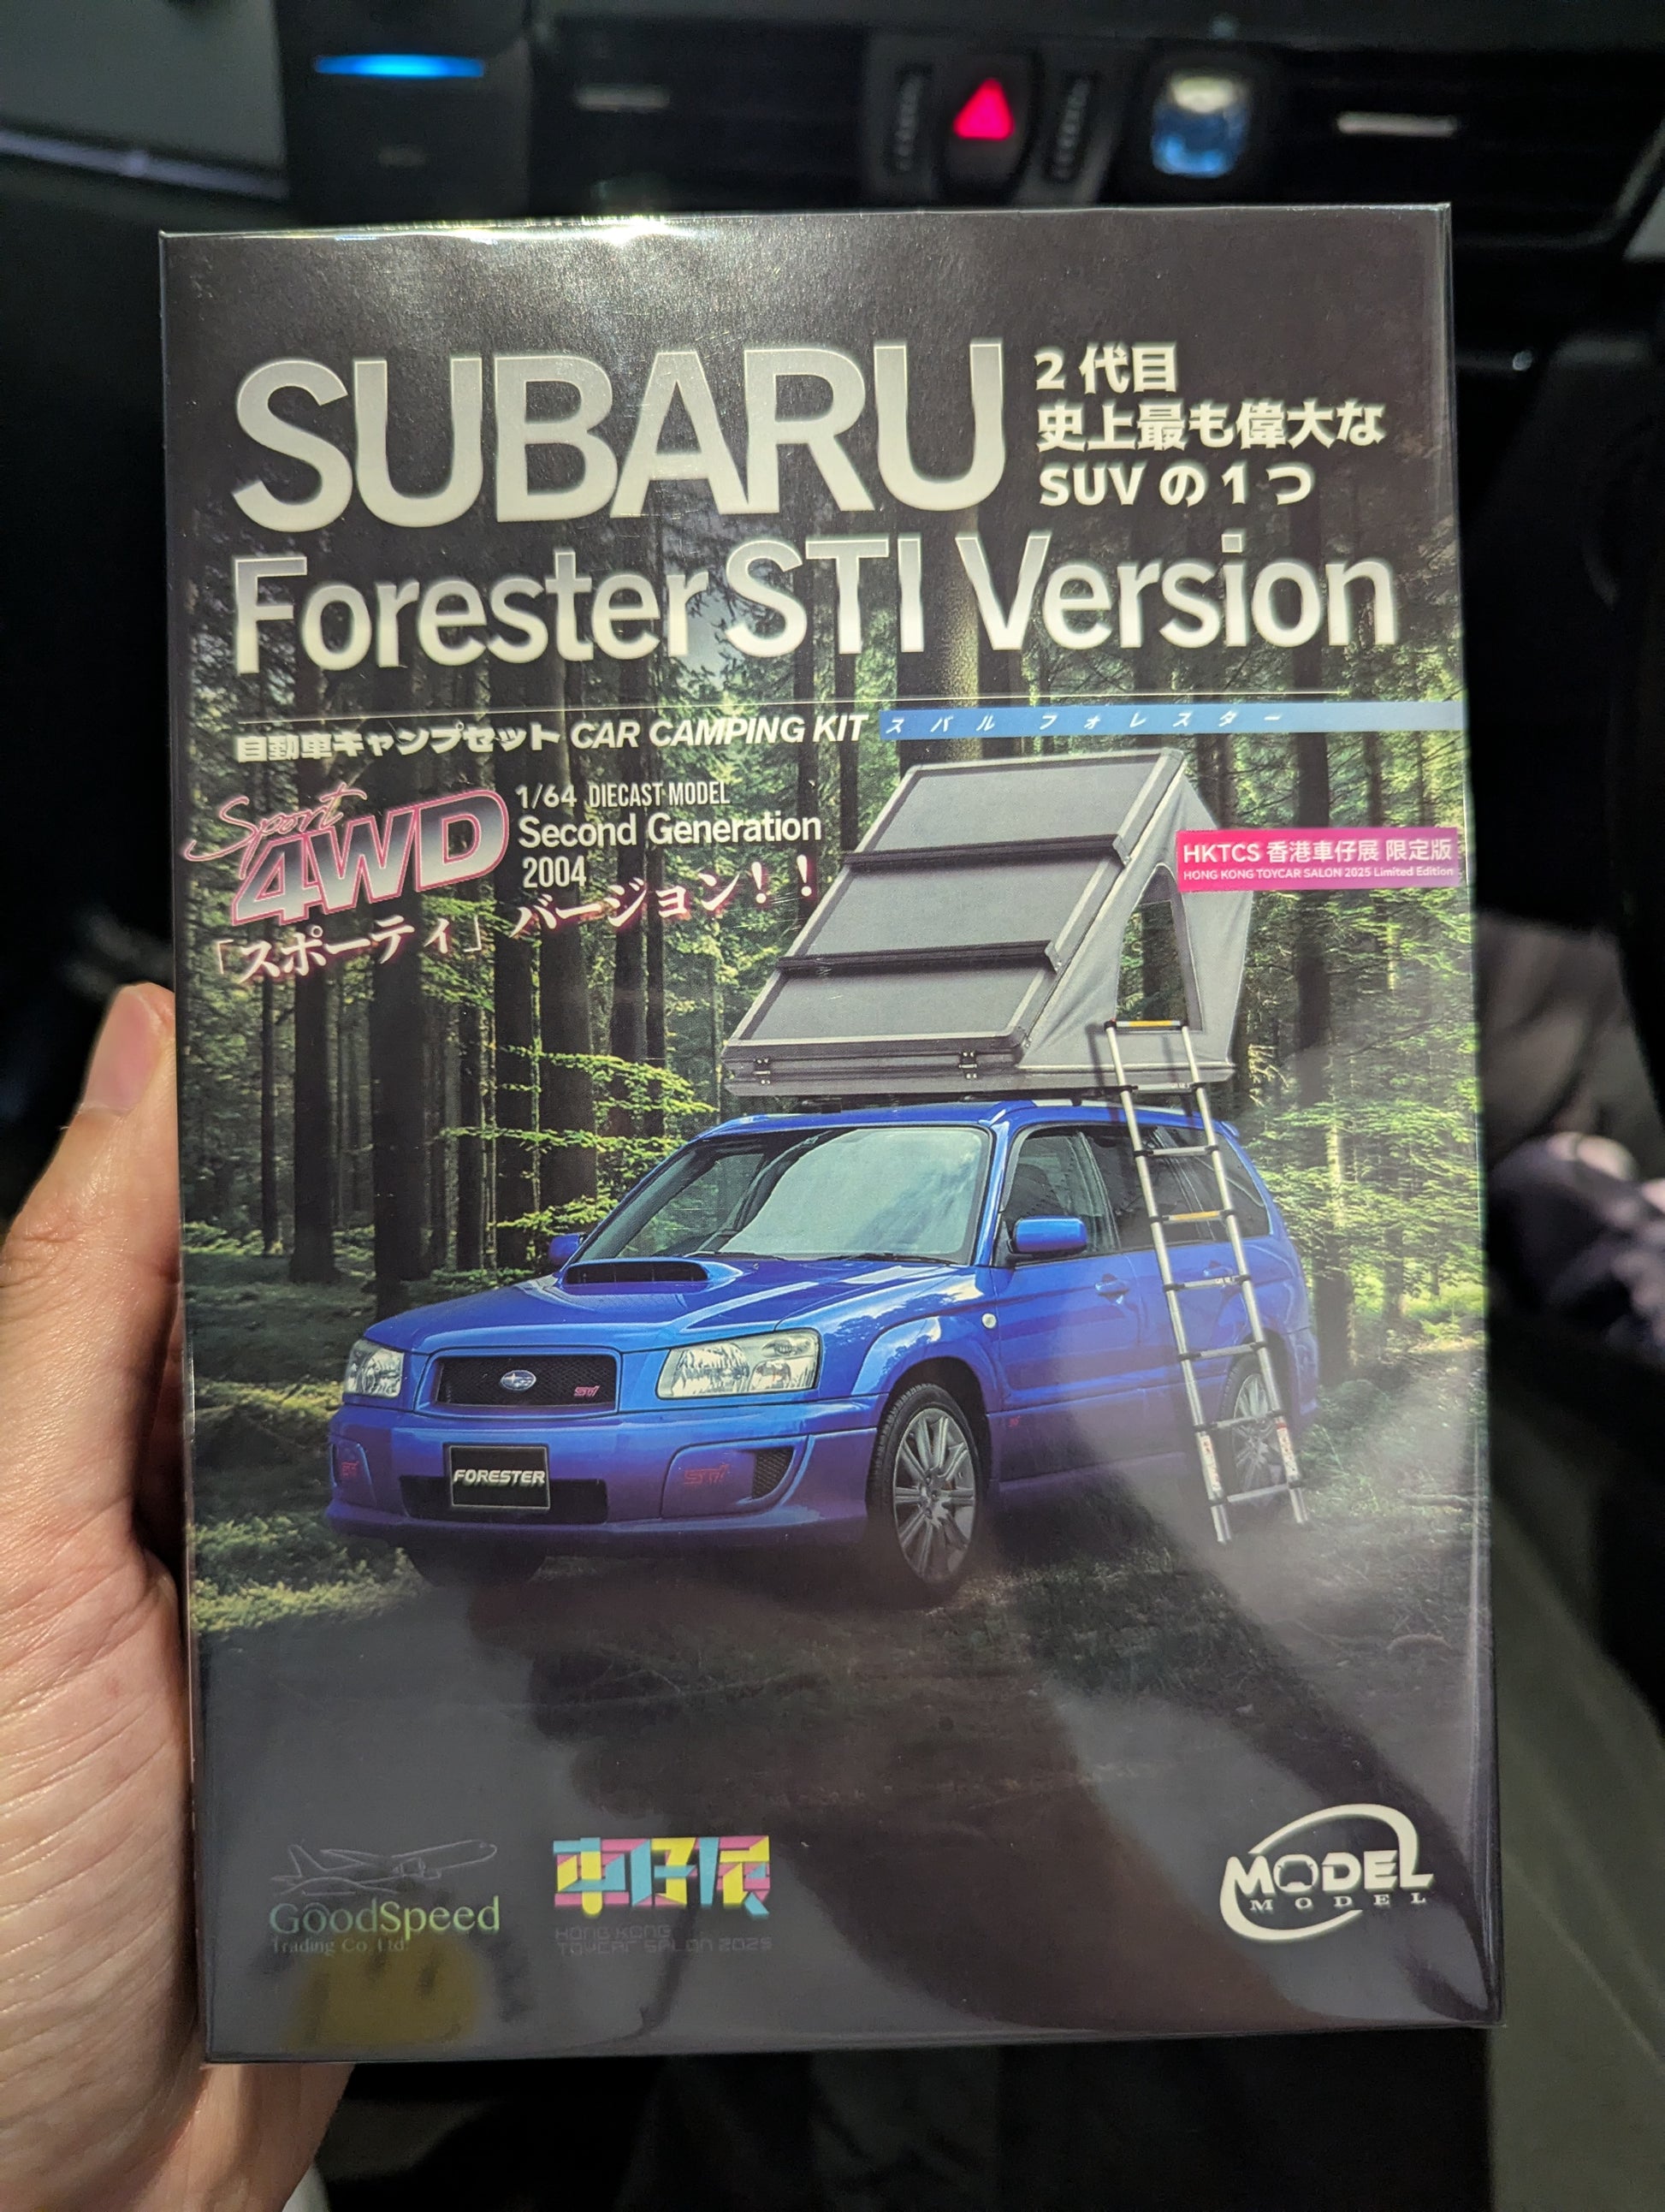 SUBARU
2代目
史上最も偉大な
SUVの1つ
Forester STI Version
自動車キャンプセット CAR CAMPING KIT スバル フォレスター
Sport
4WD
1/64 DIECAST MODEL
Second Generation
2004
「スポーティ」バージョン！！
HKTCS 香港車仔展 限定版
HONG KONG TOYCAR SALON 2025 Limited Edition
STI
FORESTER
STI
STI
GoodSpeed
Trading Co. Ltd.
車仔展
HONG KONG
TOYCAR SALON 2025
MODEL
MODEL